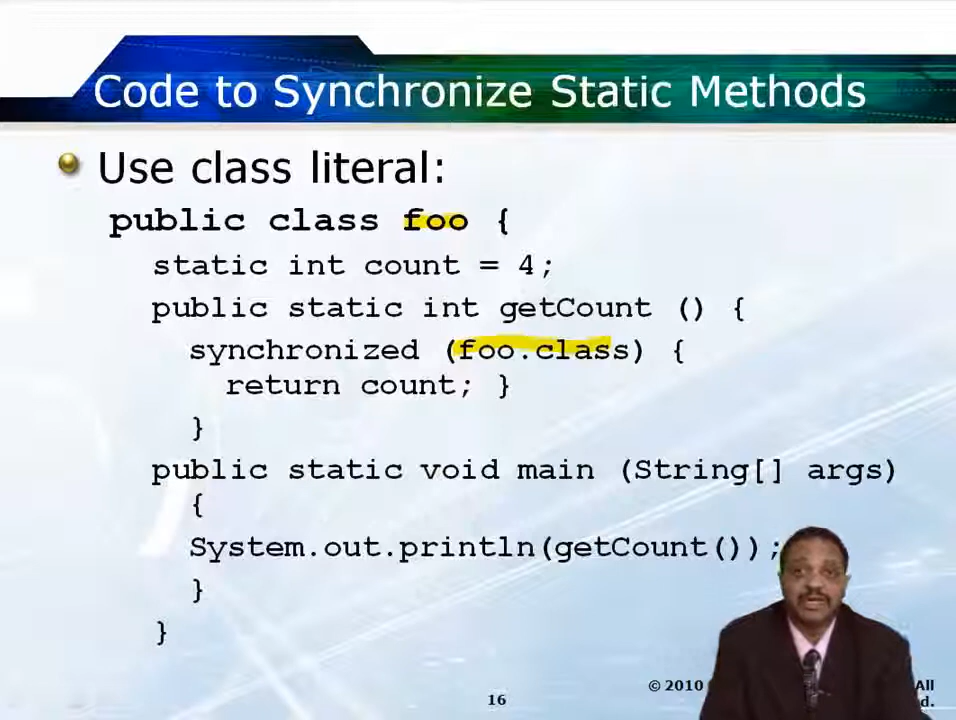 Code to Synchronize Static Methods
Use class literal:
public class foo {
static int count = 4;
public static int getCount () {
synchronized (foo.class) {
return count; }
}
public static void main (String[] args)
{
System.out.println(getCount());
}
}
© 2010 All
16